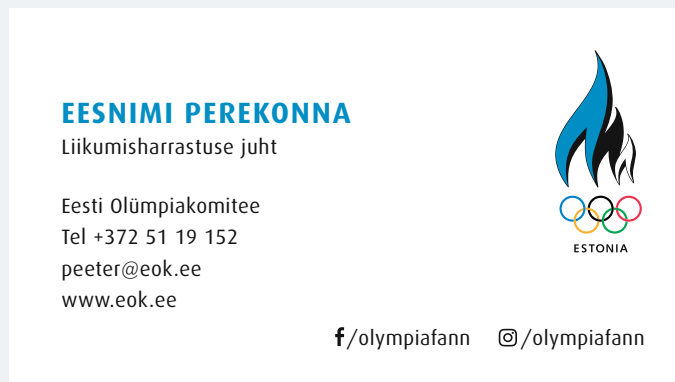 EESNIMI PEREKONNA
Liikumisharrastuse juht
Eesti Olümpiakomitee
Tel +372 51 19 152
peeter@eok.ee
www.eok.ee
ESTONIA
/olympiafann /olympiafann